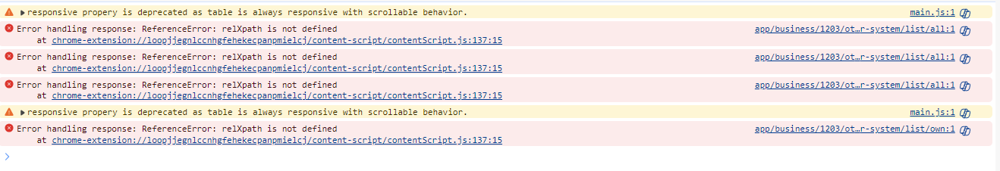 responsive propery is deprecated as table is always responsive with scrollable behavior. main.js:1
Error handling response: ReferenceError: relXpath is not defined app/business/1203/ot…r-system/list/all:1
at chrome-extension://loopjjegnlccnhgfehekecpanpmielcj/content-script/contentScript.js:137:15
Error handling response: ReferenceError: relXpath is not defined app/business/1203/ot…r-system/list/all:1
at chrome-extension://loopjjegnlccnhgfehekecpanpmielcj/content-script/contentScript.js:137:15
Error handling response: ReferenceError: relXpath is not defined app/business/1203/ot…r-system/list/all:1
at chrome-extension://loopjjegnlccnhgfehekecpanpmielcj/content-script/contentScript.js:137:15
responsive propery is deprecated as table is always responsive with scrollable behavior. main.js:1
Error handling response: ReferenceError: relXpath is not defined app/business/1203/ot…r-system/list/own:1
at chrome-extension://loopjjegnlccnhgfehekecpanpmielcj/content-script/contentScript.js:137:15